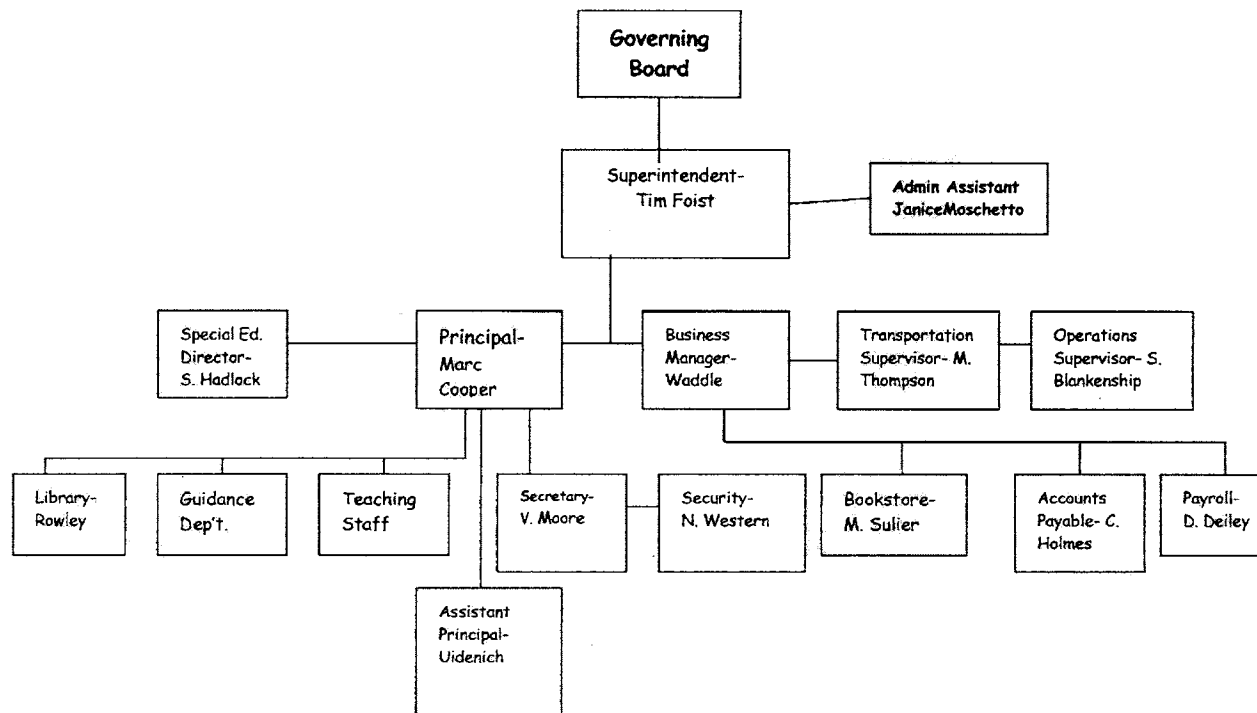 Governing
Board
Superintendent-
Tim Foist
Admin Assistant
JaniceMoschetto
Special Ed.
Director-
S. Hadlock
Principal-
Marc
Cooper
Business
Manager-
Waddle
Transportation
Supervisor- M.
Thompson
Operations
Supervisor- S.
Blankenship
Library-
Rowley
Guidance
Dep't.
Teaching
Staff
Secretary-
V. Moore
Security-
N. Western
Bookstore-
M. Sulier
Accounts
Payable- C.
Holmes
Payroll-
D. Deiley
Assistant
Principal-
Uidenich